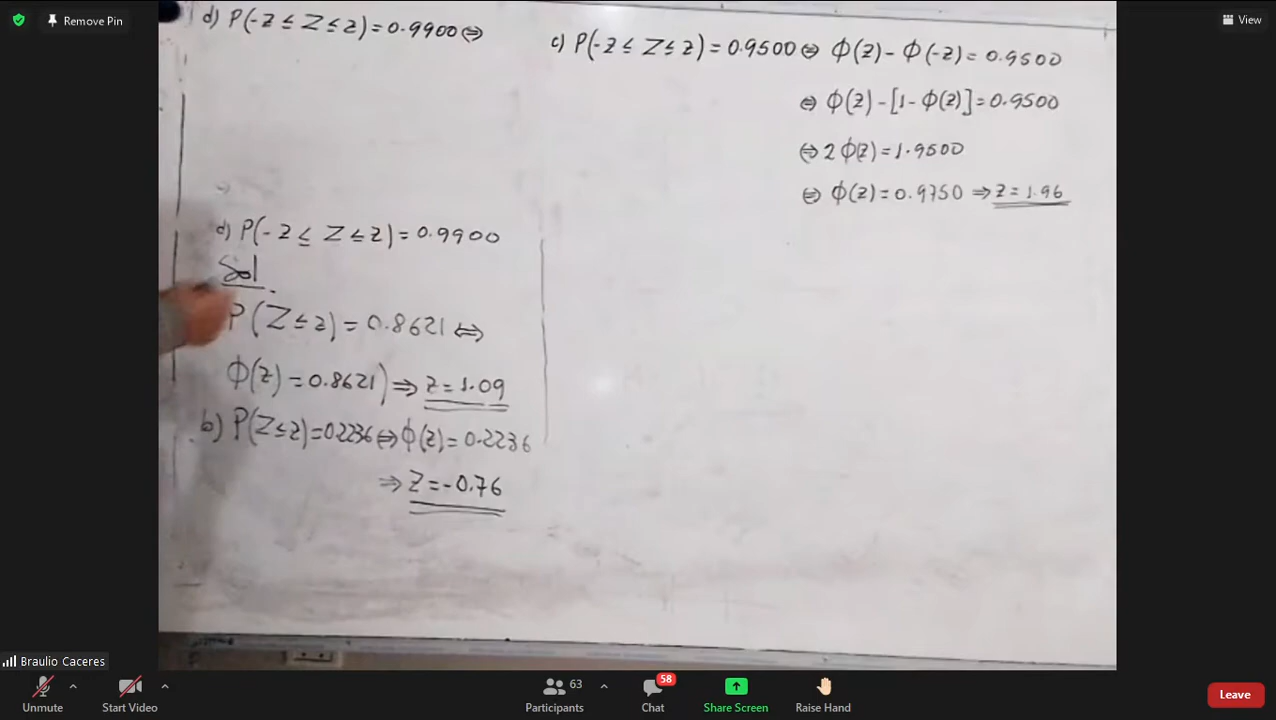 Remove Pin
View
d) P(-z ≤ Z ≤ z) = 0.9900 ⇔
c) P(-z ≤ Z ≤ z) = 0.9500 ⇔ ϕ(z) - ϕ(-z) = 0.9500
⇔ ϕ(z) - [1 - ϕ(z)] = 0.9500
⇔ 2ϕ(z) = 1.9500
⇔ ϕ(z) = 0.9750 ⇒ z = 1.96
d) P(-z ≤ Z ≤ z) = 0.9900
Sol
P(Z ≤ z) = 0.8621 ⇔
ϕ(z) = 0.8621) ⇒ z = 1.09
b) P(Z ≤ z) = 0.2236 ⇔ ϕ(z) = 0.2236
⇒ Z = -0.76
Braulio Caceres
Unmute
Start Video
63
Participants
58
Chat
Share Screen
Raise Hand
Leave